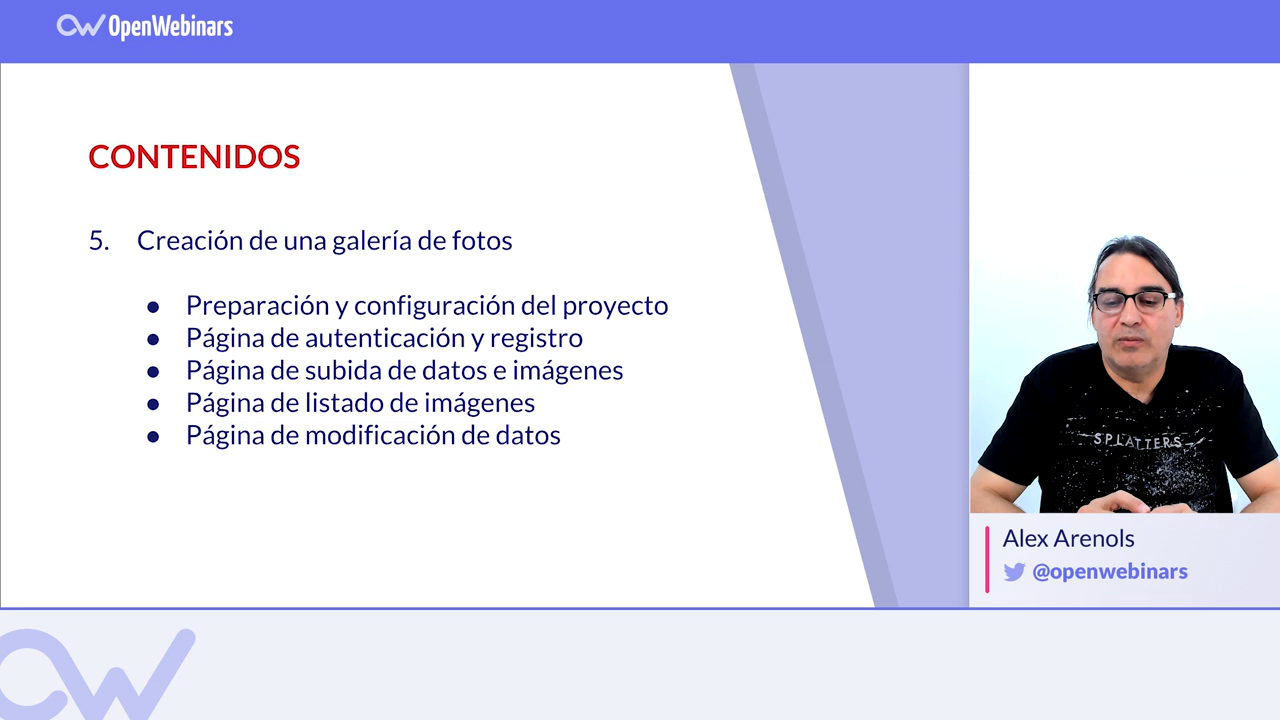 OpenWebinars
CONTENIDOS
5. Creación de una galería de fotos
● Preparación y configuración del proyecto
● Página de autenticación y registro
● Página de subida de datos e imágenes
● Página de listado de imágenes
● Página de modificación de datos
SPLATTERS
Alex Arenols
@openwebinars